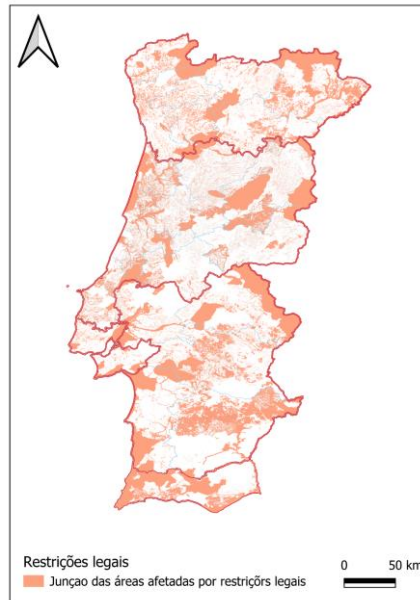 Restrições legais
Junçao das áreas afetadas por restriçõrs legais
0 50 km